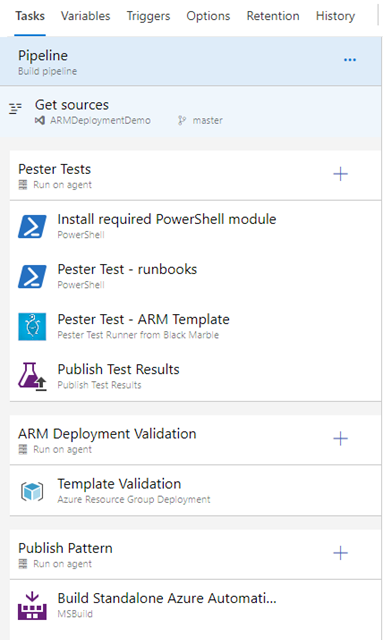 Tasks Variables Triggers Options Retention History
Pipeline
Build pipeline
...
Get sources
ARMDeploymentDemo master
Pester Tests
Run on agent
Install required PowerShell module
PowerShell
Pester Test - runbooks
PowerShell
Pester Test - ARM Template
Pester Test Runner from Black Marble
Publish Test Results
Publish Test Results
ARM Deployment Validation
Run on agent
Template Validation
Azure Resource Group Deployment
Publish Pattern
Run on agent
Build Standalone Azure Automati...
MSBuild